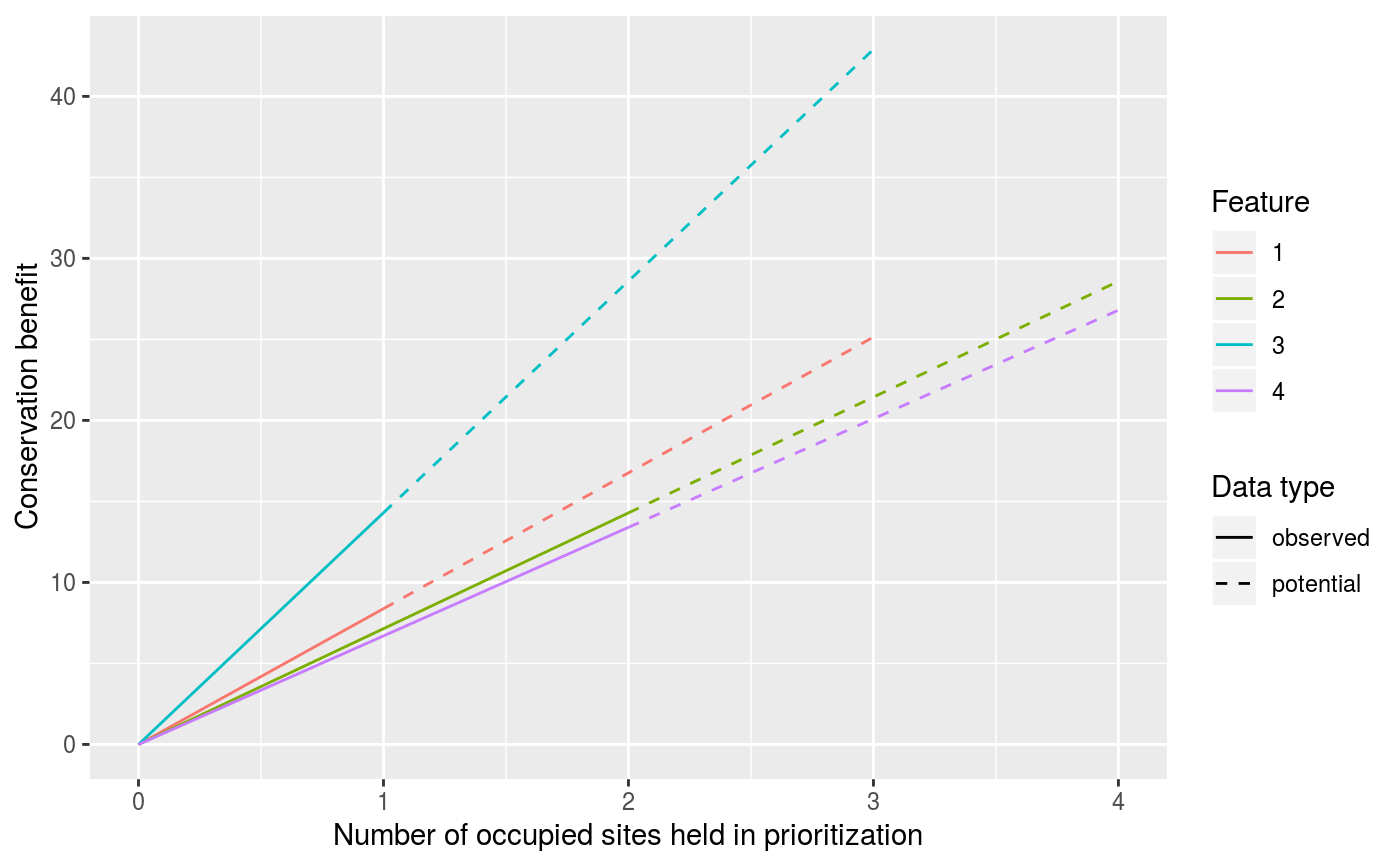 40
30
20
10
0
Conservation benefit
0
1
2
3
4
Number of occupied sites held in prioritization
Feature
1
2
3
4
Data type
observed
potential